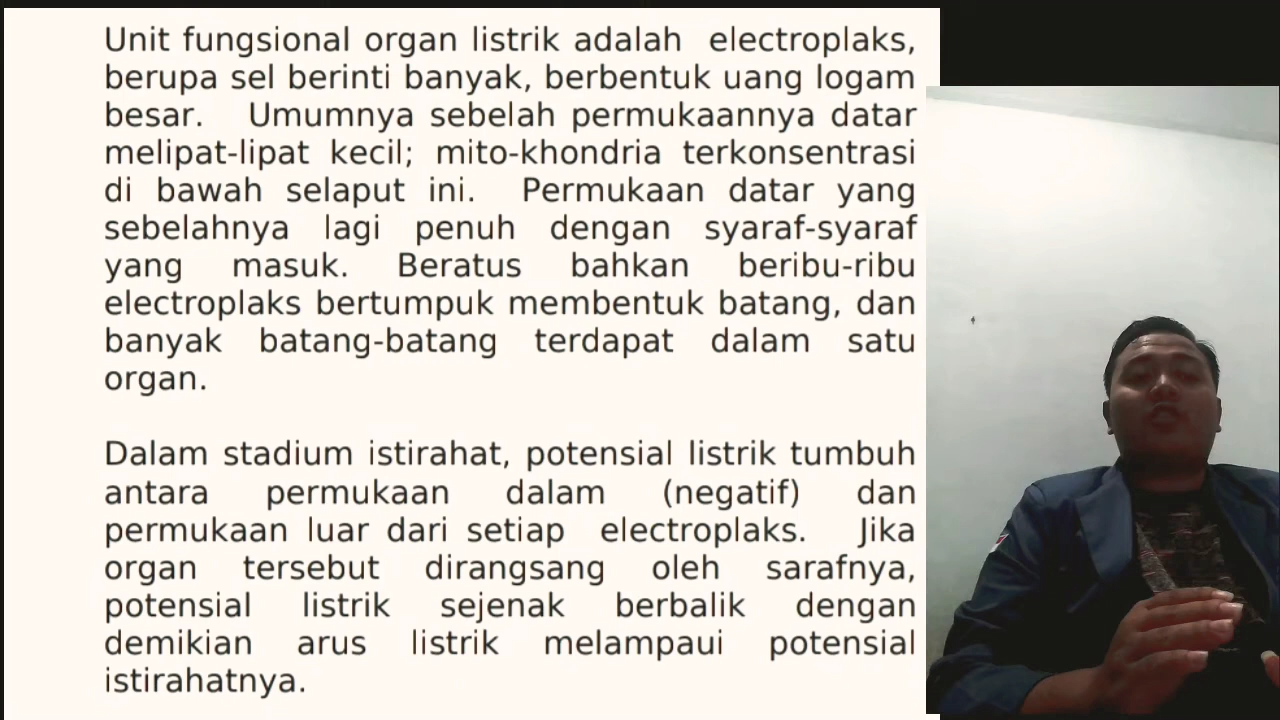 Unit fungsional organ listrik adalah electroplaks,
berupa sel berinti banyak, berbentuk uang logam
besar. Umumnya sebelah permukaannya datar
melipat-lipat kecil; mito-khondria terkonsentrasi
di bawah selaput ini. Permukaan datar yang
sebelahnya lagi penuh dengan syaraf-syaraf
yang masuk. Beratus bahkan beribu-ribu
electroplaks bertumpuk membentuk batang, dan
banyak batang-batang terdapat dalam satu
organ.
Dalam stadium istirahat, potensial listrik tumbuh
antara permukaan dalam (negatif) dan
permukaan luar dari setiap electroplaks. Jika
organ tersebut dirangsang oleh sarafnya,
potensial listrik sejenak berbalik dengan
demikian arus listrik melampaui potensial
istirahatnya.